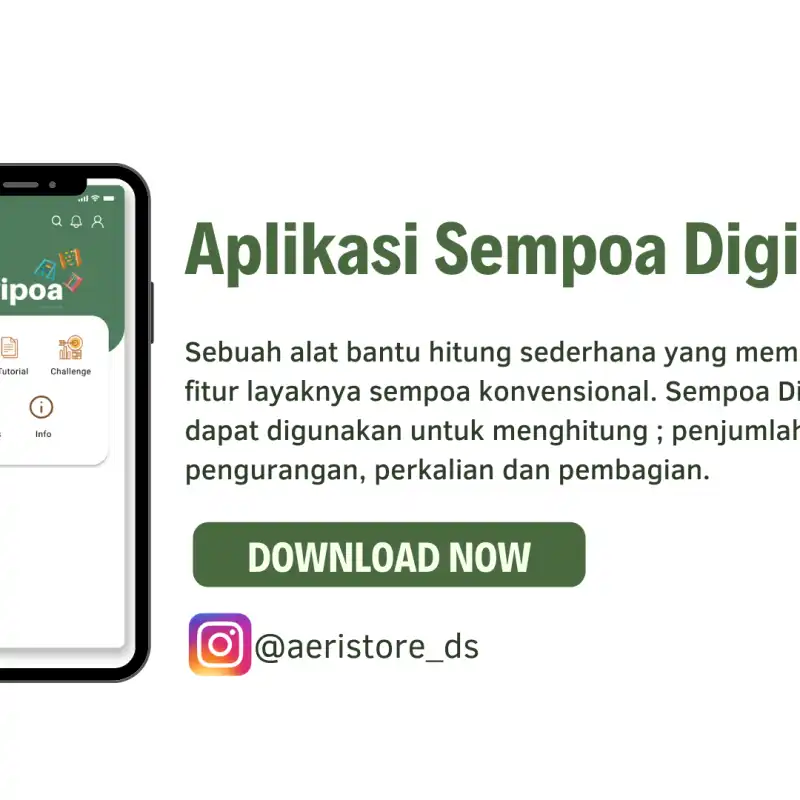 ipoa
Tutorial
Challenge
Info
Aplikasi Sempoa Digi
Sebuah alat bantu hitung sederhana yang mem
fitur layaknya sempoa konvensional. Sempoa Di
dapat digunakan untuk menghitung ; penjumlah
pengurangan, perkalian dan pembagian.
DOWNLOAD NOW
@aeristore_ds